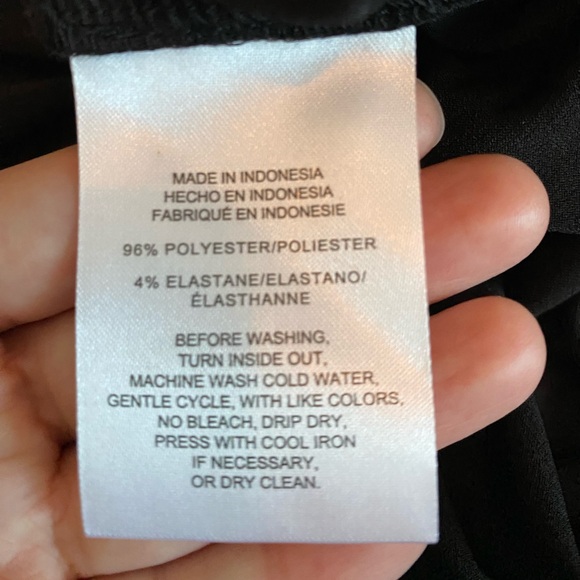 MADE IN INDONESIA
HECHO EN INDONESIA
FABRIQUÉ EN INDONESIE
96% POLYESTER/POLIESTER
4% ELASTANE/ELASTANO/
ÉLASTHANNE
BEFORE WASHING,
TURN INSIDE OUT,
MACHINE WASH COLD WATER,
GENTLE CYCLE, WITH LIKE COLORS,
NO BLEACH, DRIP DRY,
PRESS WITH COOL IRON
IF NECESSARY,
OR DRY CLEAN.